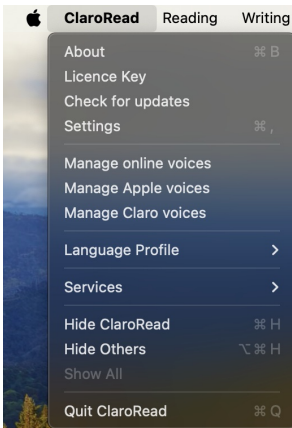 ClaroRead Reading Writing
About ⌘ B
Licence Key
Check for updates
Settings ⌘ ,
Manage online voices
Manage Apple voices
Manage Claro voices
Language Profile
Services
Hide ClaroRead ⌘ H
Hide Others ⌥ ⌘ H
Show All
Quit ClaroRead ⌘ Q